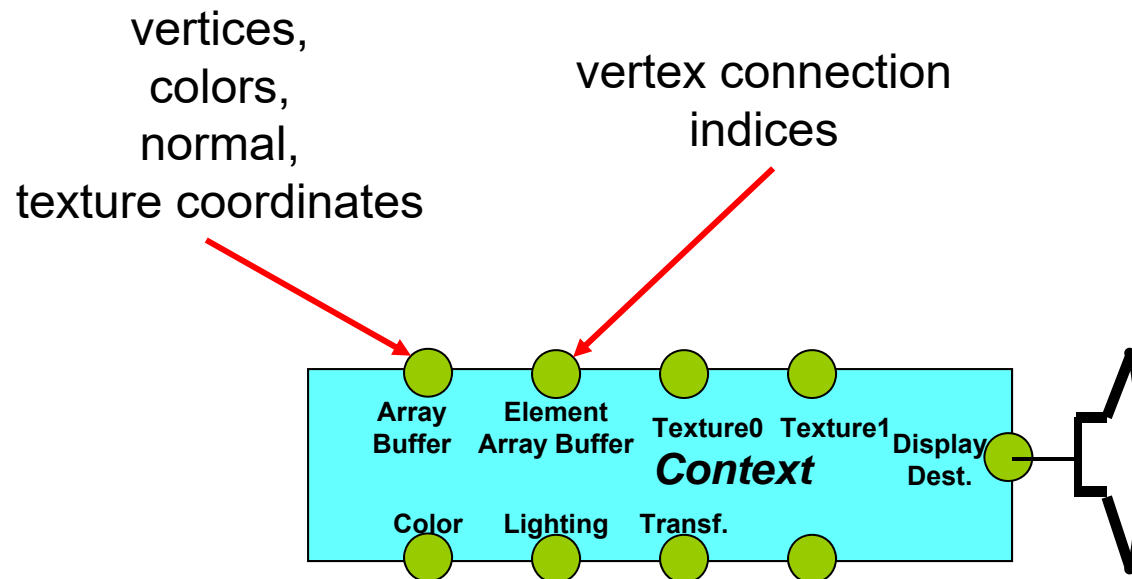 vertices,
colors,
normal,
texture coordinates
vertex connection
indices
Array
Buffer
Element
Array Buffer
Texture0
Texture1
Display
Dest.
Context
Color
Lighting
Transf.